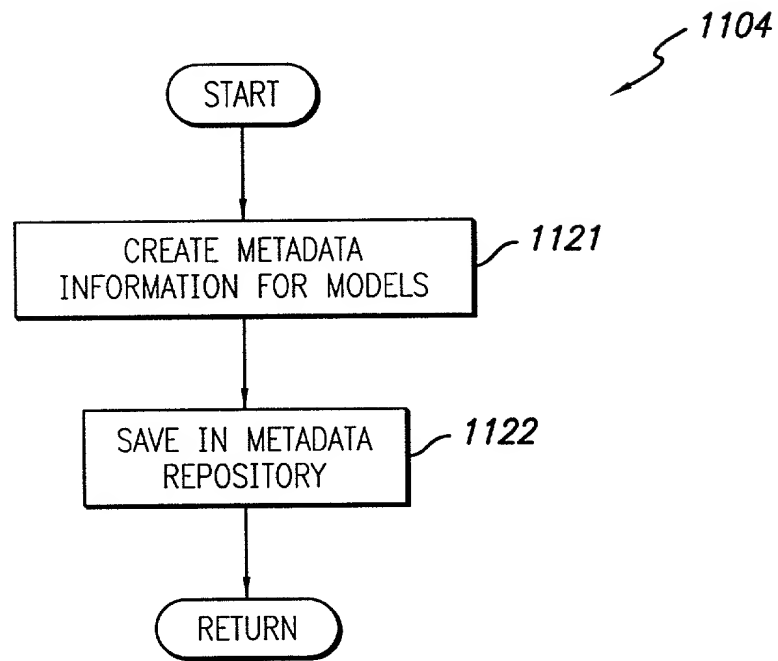 1104
START
CREATE METADATA
INFORMATION FOR MODELS
1121
SAVE IN METADATA
REPOSITORY
1122
RETURN